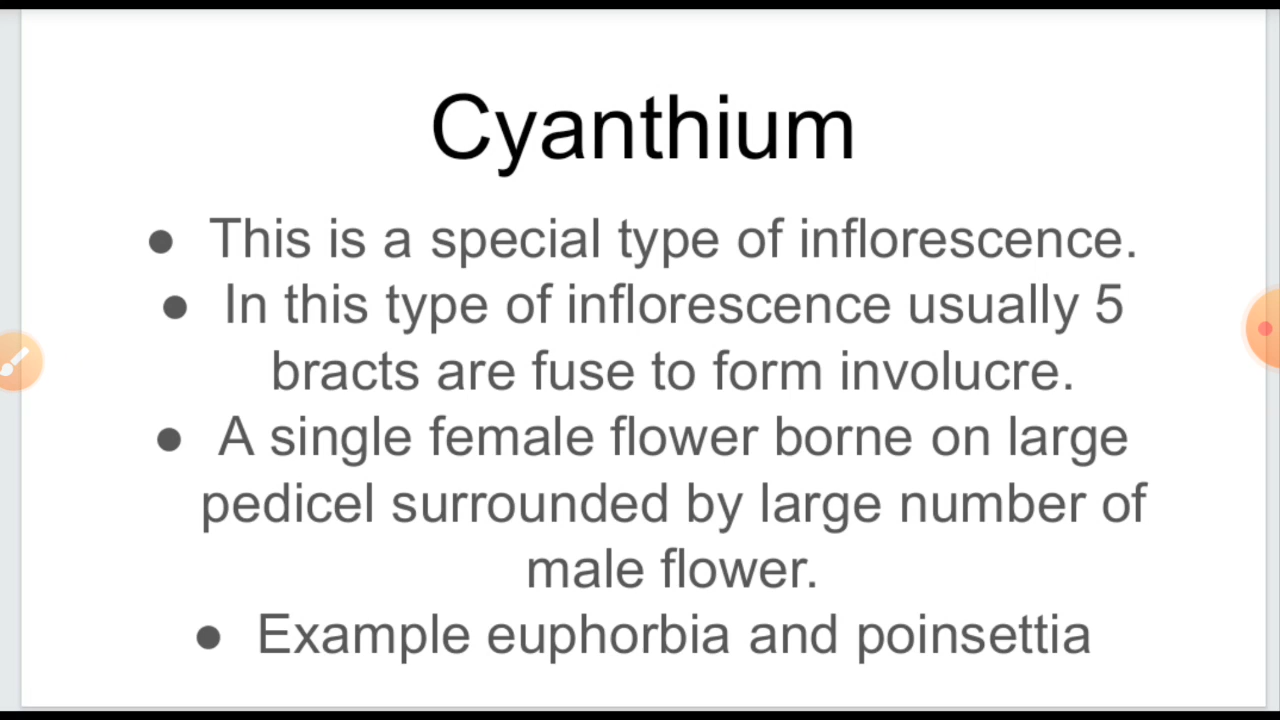 Cyanthium
● This is a special type of inflorescence.
● In this type of inflorescence usually 5
bracts are fuse to form involucre.
● A single female flower borne on large
pedicel surrounded by large number of
male flower.
● Example euphorbia and poinsettia